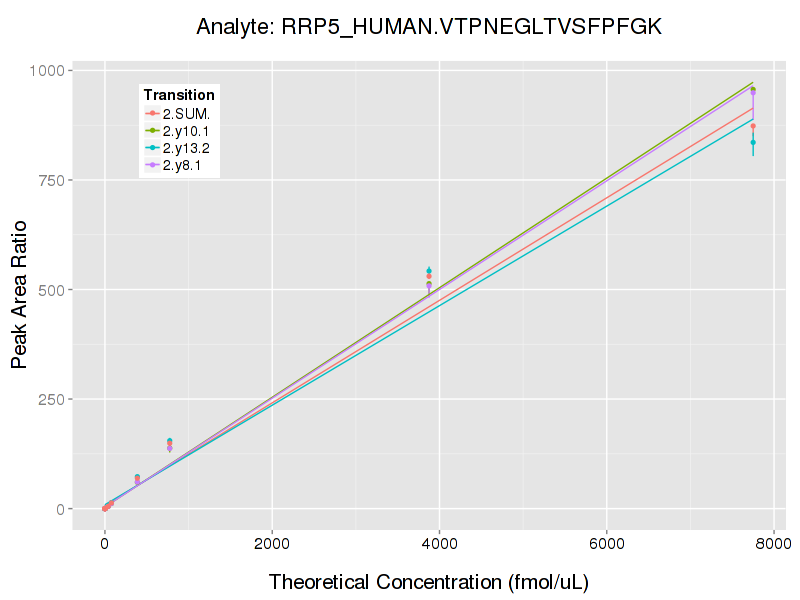 Analyte: RRP5_HUMAN.VTPNEGLTVSFPFGK
Transition
2.SUM.
2.y10.1
2.y13.2
2.y8.1
1000
750
500
250
0
Peak Area Ratio
0 2000 4000 6000 8000
Theoretical Concentration (fmol/uL)